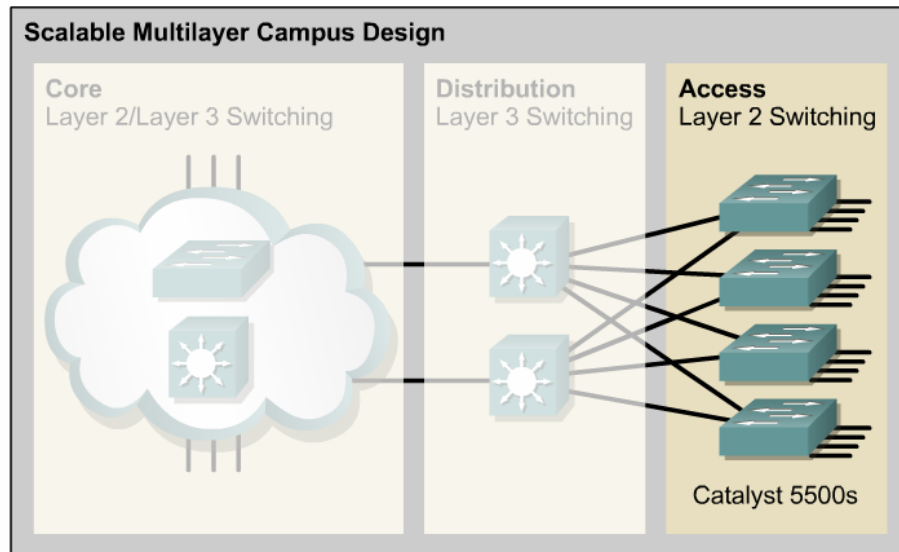 Scalable Multilayer Campus Design
Core
Layer 2/Layer 3 Switching
Distribution
Layer 3 Switching
Access
Layer 2 Switching
Catalyst 5500s